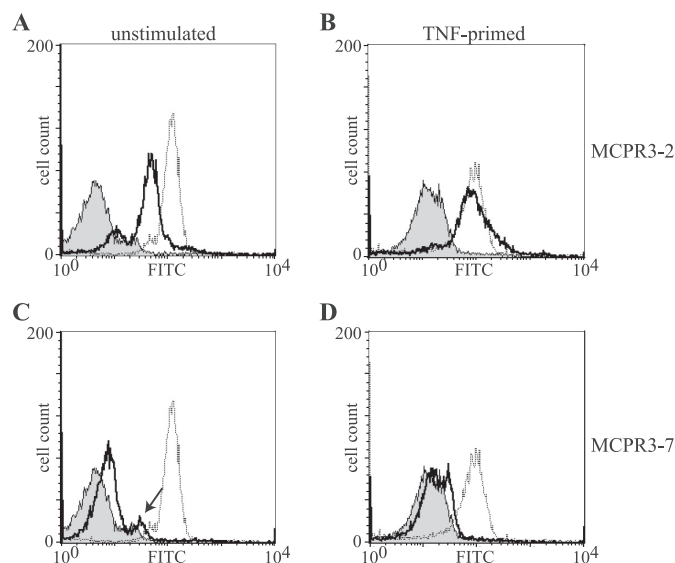 A
unstimulated
B
TNF-primed
200
cell count
0
10^0
FITC
10^4
200
cell count
0
10^0
FITC
10^4
MCPR3-2
C
D
200
cell count
0
10^0
FITC
10^4
200
cell count
0
10^0
FITC
10^4
MCPR3-7